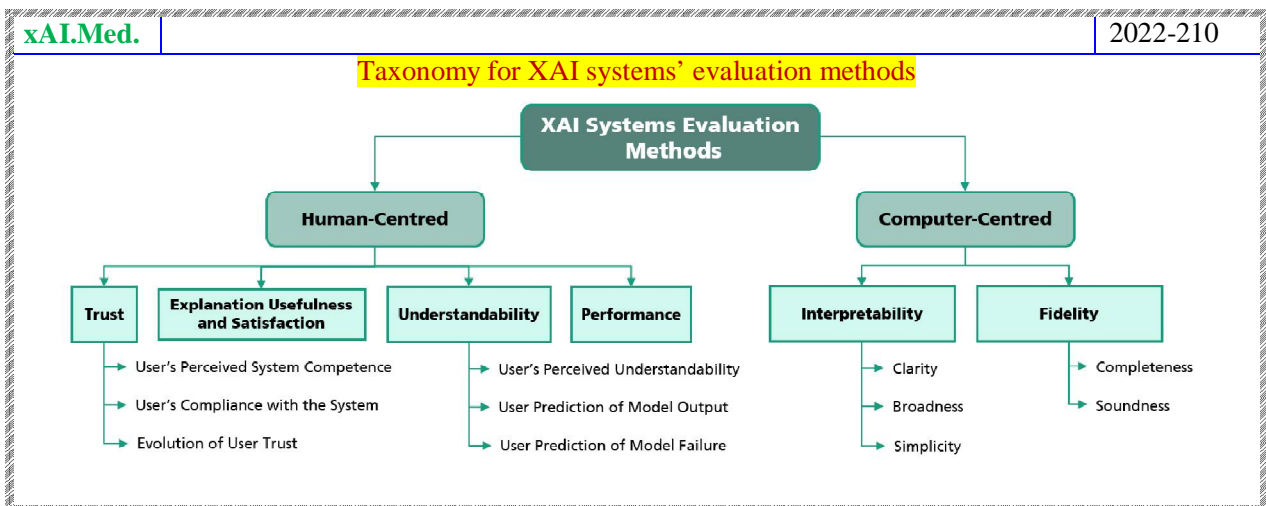 xAI.Med.
2022-210
Taxonomy for XAI systems’ evaluation methods
XAI Systems Evaluation
Methods
Human-Centred
Computer-Centred
Trust
Explanation Usefulness
and Satisfaction
Understandability
Performance
Interpretability
Fidelity
User's Perceived System Competence
User's Compliance with the System
Evolution of User Trust
User's Perceived Understandability
User Prediction of Model Output
User Prediction of Model Failure
Clarity
Broadness
Simplicity
Completeness
Soundness